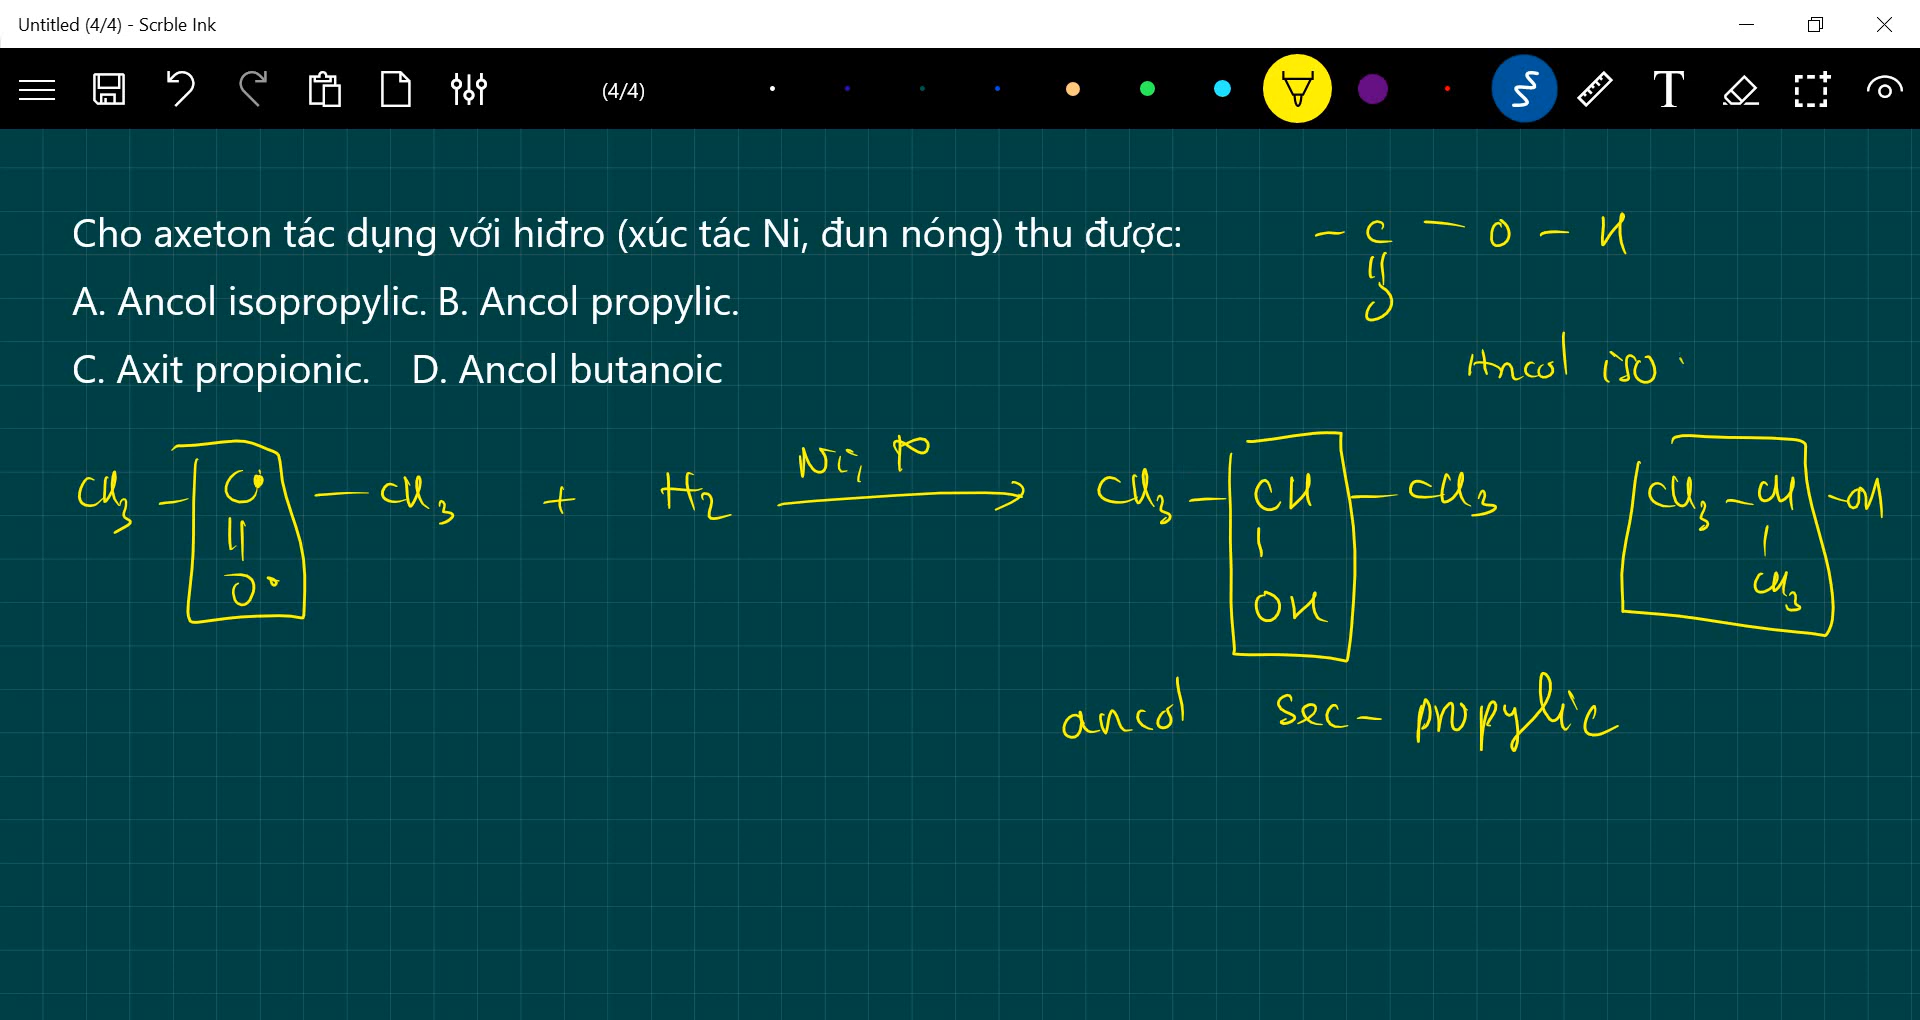 Untitled (4/4) - Scrble Ink
(4/4)
T
Cho axeton tác dụng với hiđro (xúc tác Ni, đun nóng) thu được:
A. Ancol isopropylic. B. Ancol propylic.
C. Axit propionic. D. Ancol butanoic
- C - O - H
||
O
Ancol iso
CH3 - C - CH3 + H2 Ni, t° → CH3 - CH - CH3 CH3 - CH - OH
|| | |
O OH CH3
ancol sec - propylic